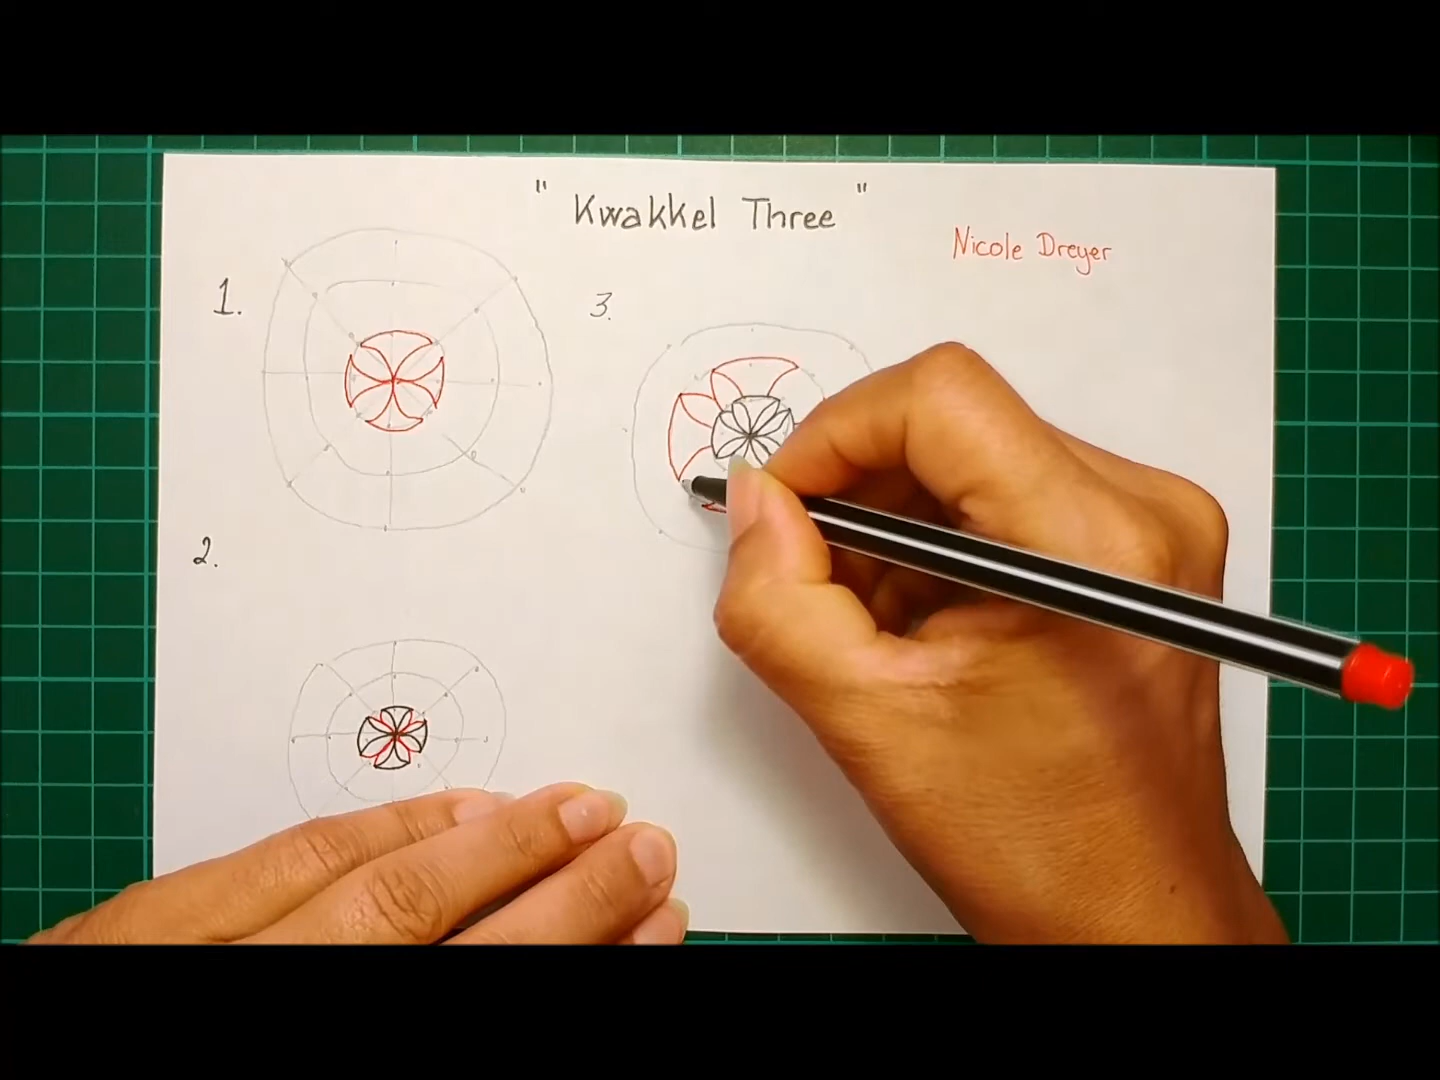 " Kwakkel Three "
Nicole Dreyer
1.
3.
2.